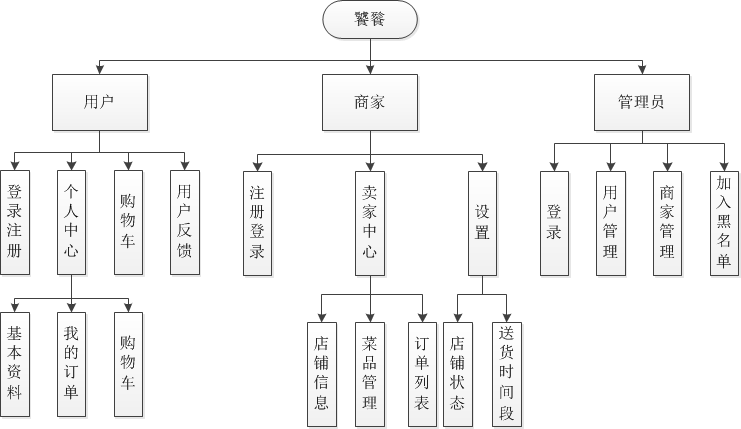 饕餮
用户
商家
管理员
登录注册
个人中心
购物车
用户反馈
注册登录
卖家中心
设置
登录
用户管理
商家管理
加入黑名单
基本资料
我的订单
购物车
店铺信息
菜品管理
订单列表
店铺状态
送货时间段